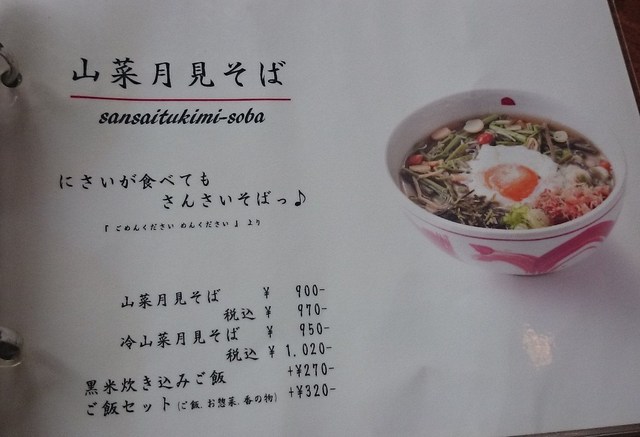 山菜月見そば
sansaitukimi-soba
にさいが食べても
さんさいそばっ♪
『 ごめんください めんください 』 より
山菜月見そば ¥ 900-
税込 ¥ 970-
冷山菜月見そば ¥ 950-
税込 ¥ 1,020-
黒米炊き込みご飯 +¥270-
ご飯セット (ご飯、お惣菜、香の物) +¥320-